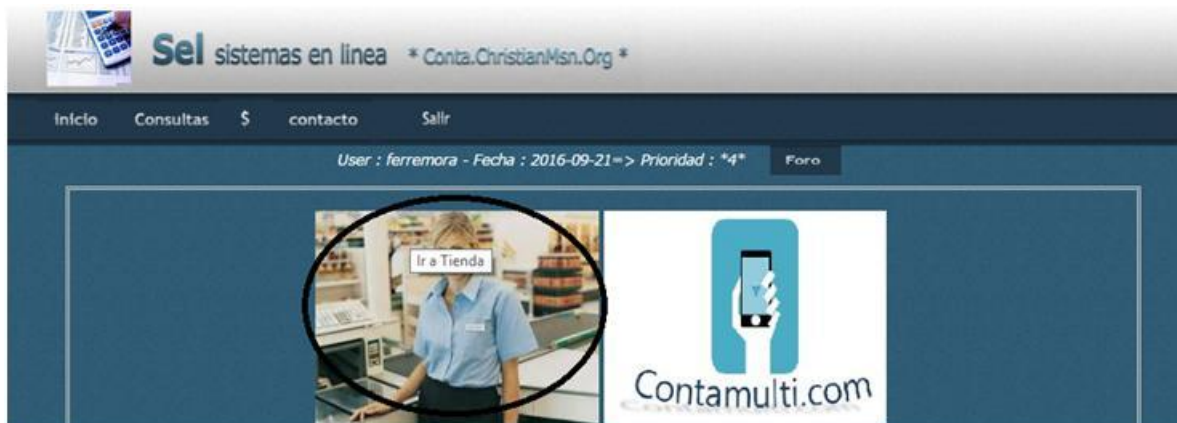 Sel sistemas en linea * Conta.ChristianMsn.Org *
Inicio Consultas $ contacto Salir
User : ferremora - Fecha : 2016-09-21=> Prioridad : *4* Foro
Ir a Tienda
Contamulti.com